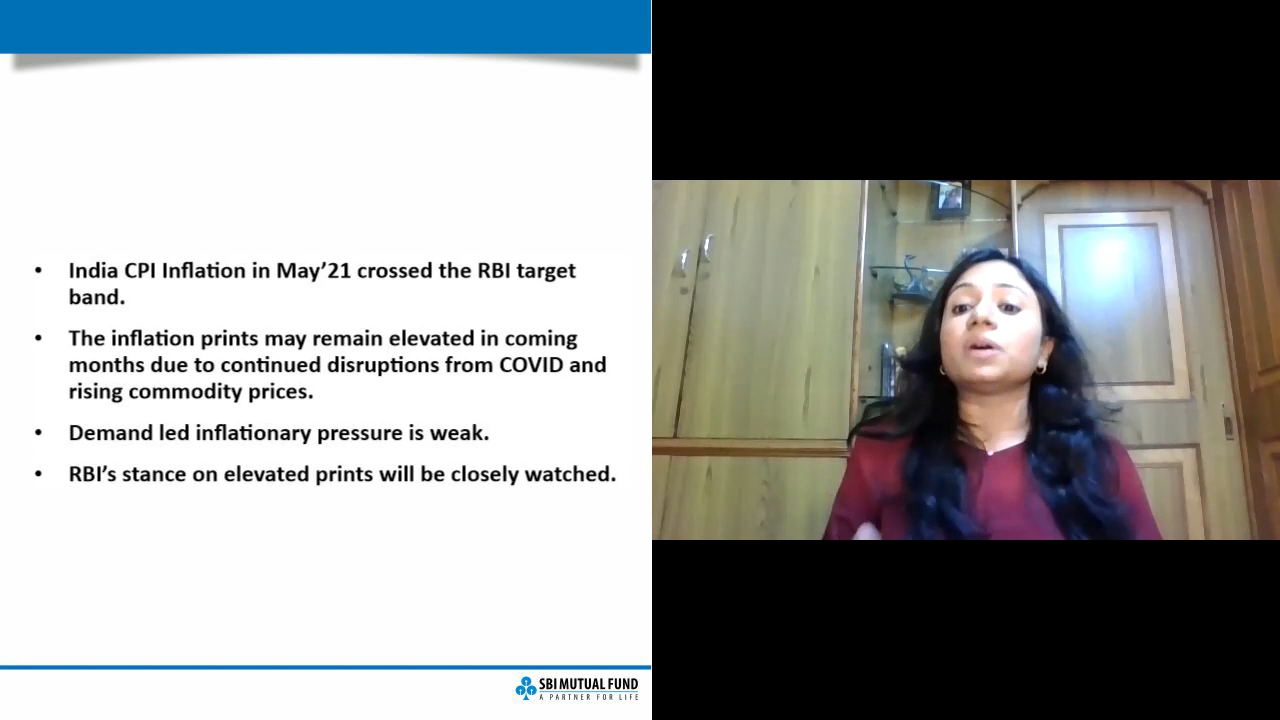 • India CPI Inflation in May’21 crossed the RBI target
band.
• The inflation prints may remain elevated in coming
months due to continued disruptions from COVID and
rising commodity prices.
• Demand led inflationary pressure is weak.
• RBI’s stance on elevated prints will be closely watched.
SBI MUTUAL FUND
A PARTNER FOR LIFE